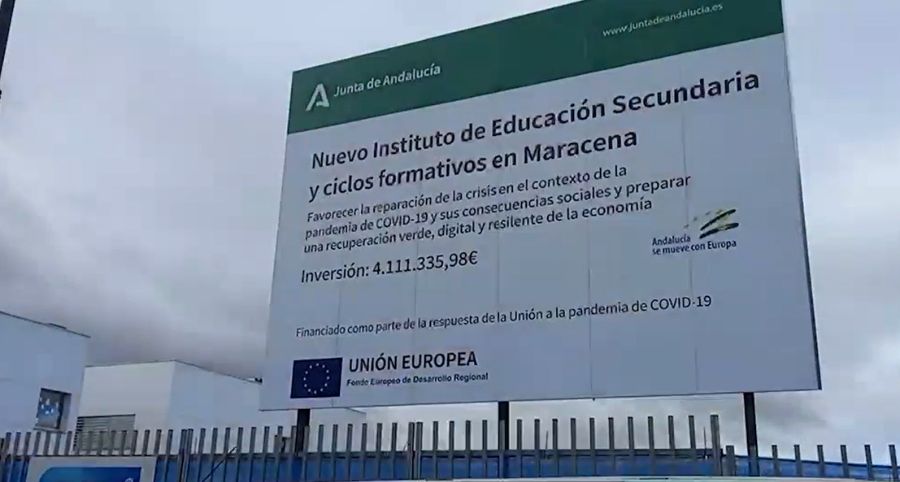 Junta de Andalucía
www.juntadeandalucia.es
Nuevo Instituto de Educación Secundaria
y ciclos formativos en Maracena
Favorecer la reparación de la crisis en el contexto de la
pandemia de COVID-19 y sus consecuencias sociales y preparar
una recuperación verde, digital y resilente de la economía
Inversión: 4.111.335,98€
Andalucía
se mueve con Europa
Financiado como parte de la respuesta de la Unión a la pandemia de COVID-19
UNIÓN EUROPEA
Fondo Europeo de Desarrollo Regional